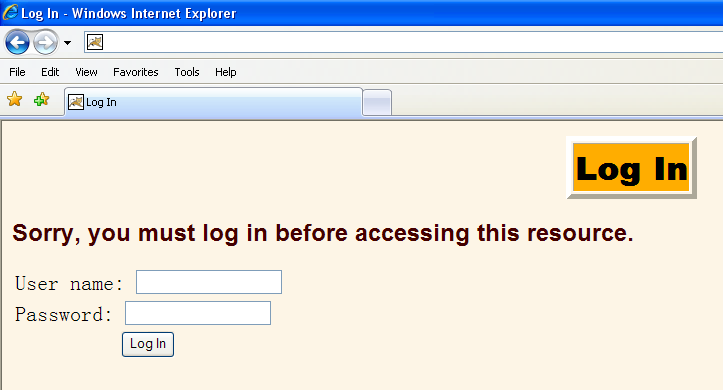 Log In - Windows Internet Explorer
File Edit View Favorites Tools Help
Log In
Log In
Sorry, you must log in before accessing this resource.
User name:
Password:
Log In